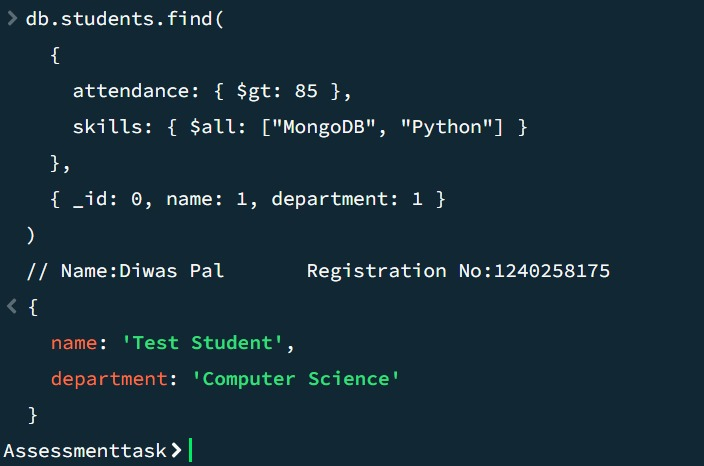 > db.students.find(
{
attendance: { $gt: 85 },
skills: { $all: ["MongoDB", "Python"] }
},
{ _id: 0, name: 1, department: 1 }
)
// Name:Diwas Pal       Registration No:1240258175
< {
name: 'Test Student',
department: 'Computer Science'
}
Assessmenttask>